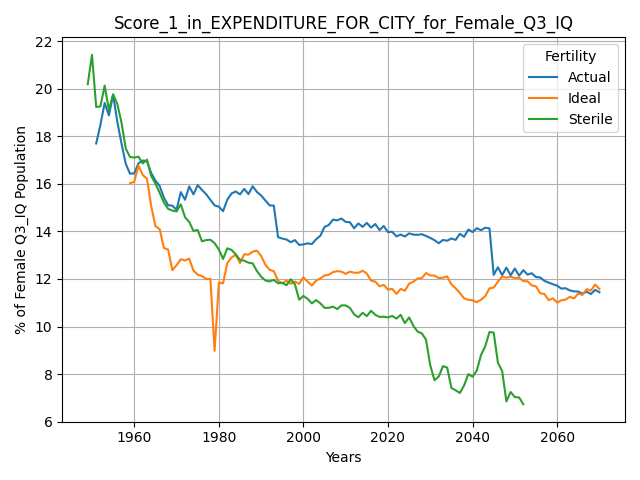 Score_1_in_EXPENDITURE_FOR_CITY_for_Female_Q3_IQ
22
20
18
16
14
12
10
8
6
% of Female Q3_IQ Population
Fertility
Actual
Ideal
Sterile
1960 1980 2000 2020 2040 2060
Years